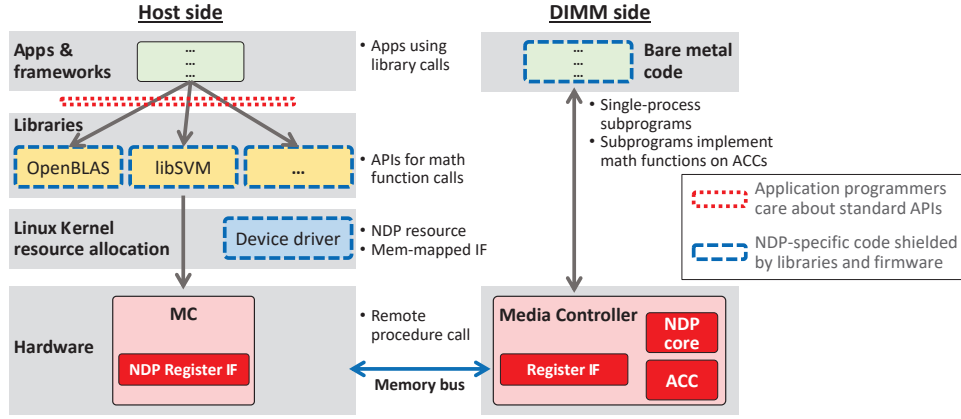 Host side
DIMM side
Apps &
frameworks
...
...
...
• Apps using
library calls
...
...
...
Bare metal
code
• Single-process
subprograms
• Subprograms implement
math functions on ACCs
Libraries
OpenBLAS
libSVM
...
• APIs for math
function calls
Application programmers
care about standard APIs
NDP-specific code shielded
by libraries and firmware
Linux Kernel
resource allocation
Device driver
• NDP resource
• Mem-mapped IF
Hardware
MC
NDP Register IF
• Remote
procedure call
Memory bus
Media Controller
Register IF
NDP
core
ACC